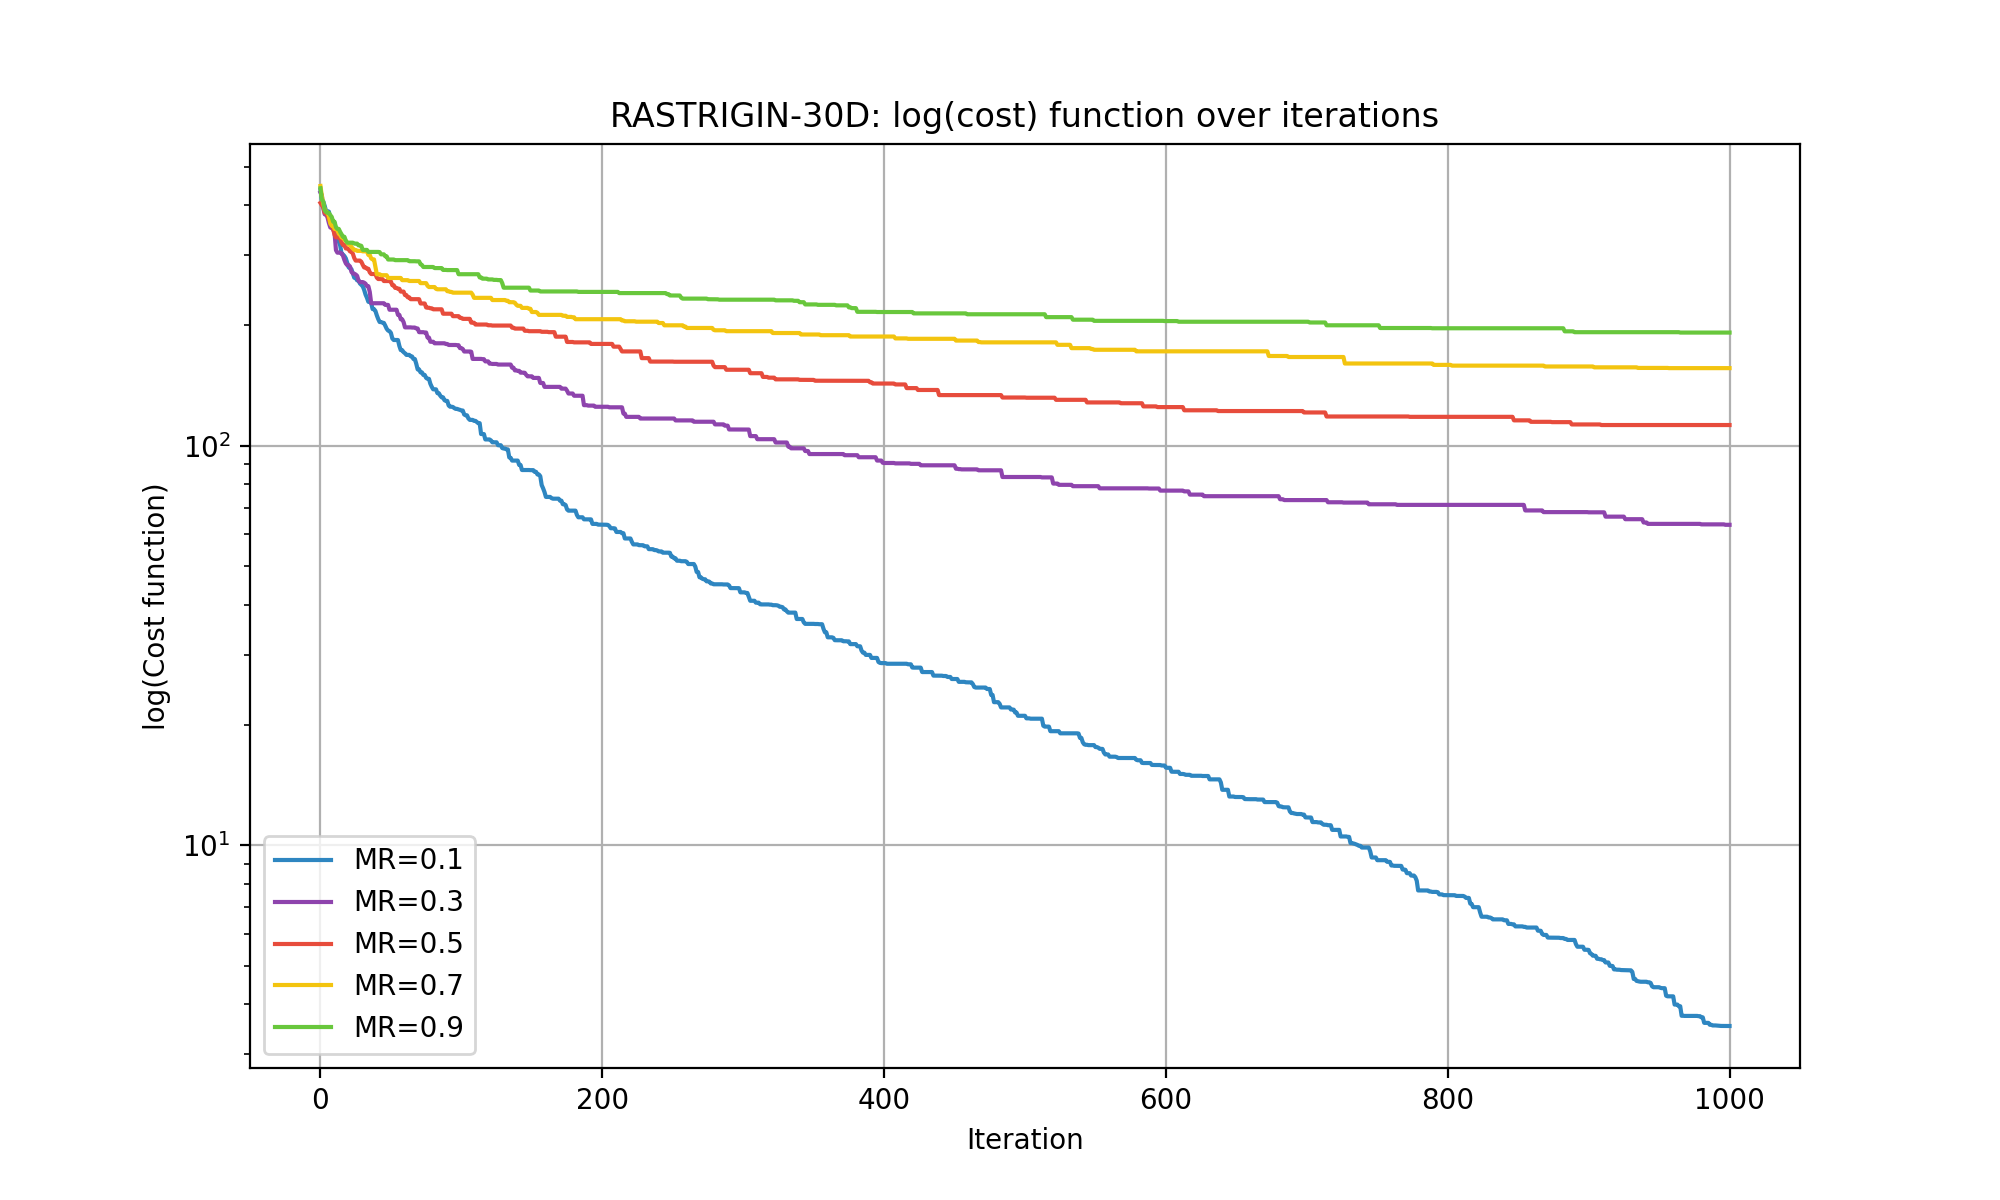 RASTRIGIN-30D: log(cost) function over iterations
log(Cost function)
10²
10¹
MR=0.1
MR=0.3
MR=0.5
MR=0.7
MR=0.9
0 200 400 600 800 1000
Iteration